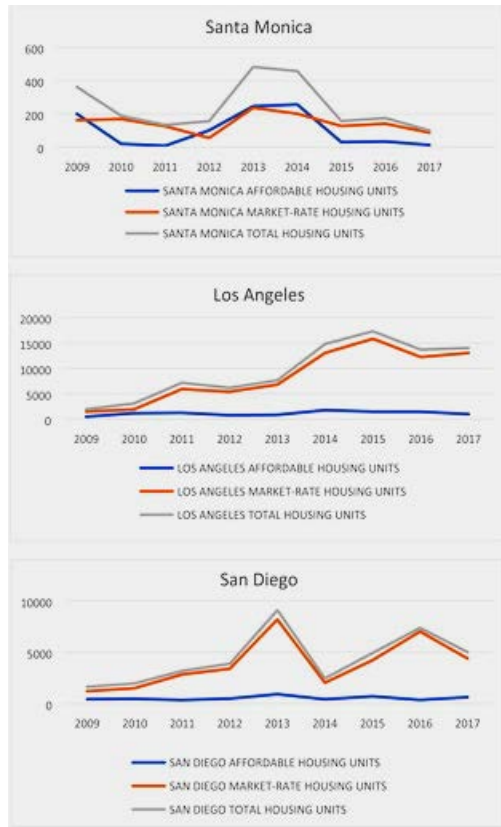 Santa Monica
600
400
200
0
2009 2010 2011 2012 2013 2014 2015 2016 2017
SANTA MONICA AFFORDABLE HOUSING UNITS
SANTA MONICA MARKET-RATE HOUSING UNITS
SANTA MONICA TOTAL HOUSING UNITS
Los Angeles
20000
15000
10000
5000
0
2009 2010 2011 2012 2013 2014 2015 2016 2017
LOS ANGELES AFFORDABLE HOUSING UNITS
LOS ANGELES MARKET-RATE HOUSING UNITS
LOS ANGELES TOTAL HOUSING UNITS
San Diego
10000
5000
0
2009 2010 2011 2012 2013 2014 2015 2016 2017
SAN DIEGO AFFORDABLE HOUSING UNITS
SAN DIEGO MARKET-RATE HOUSING UNITS
SAN DIEGO TOTAL HOUSING UNITS